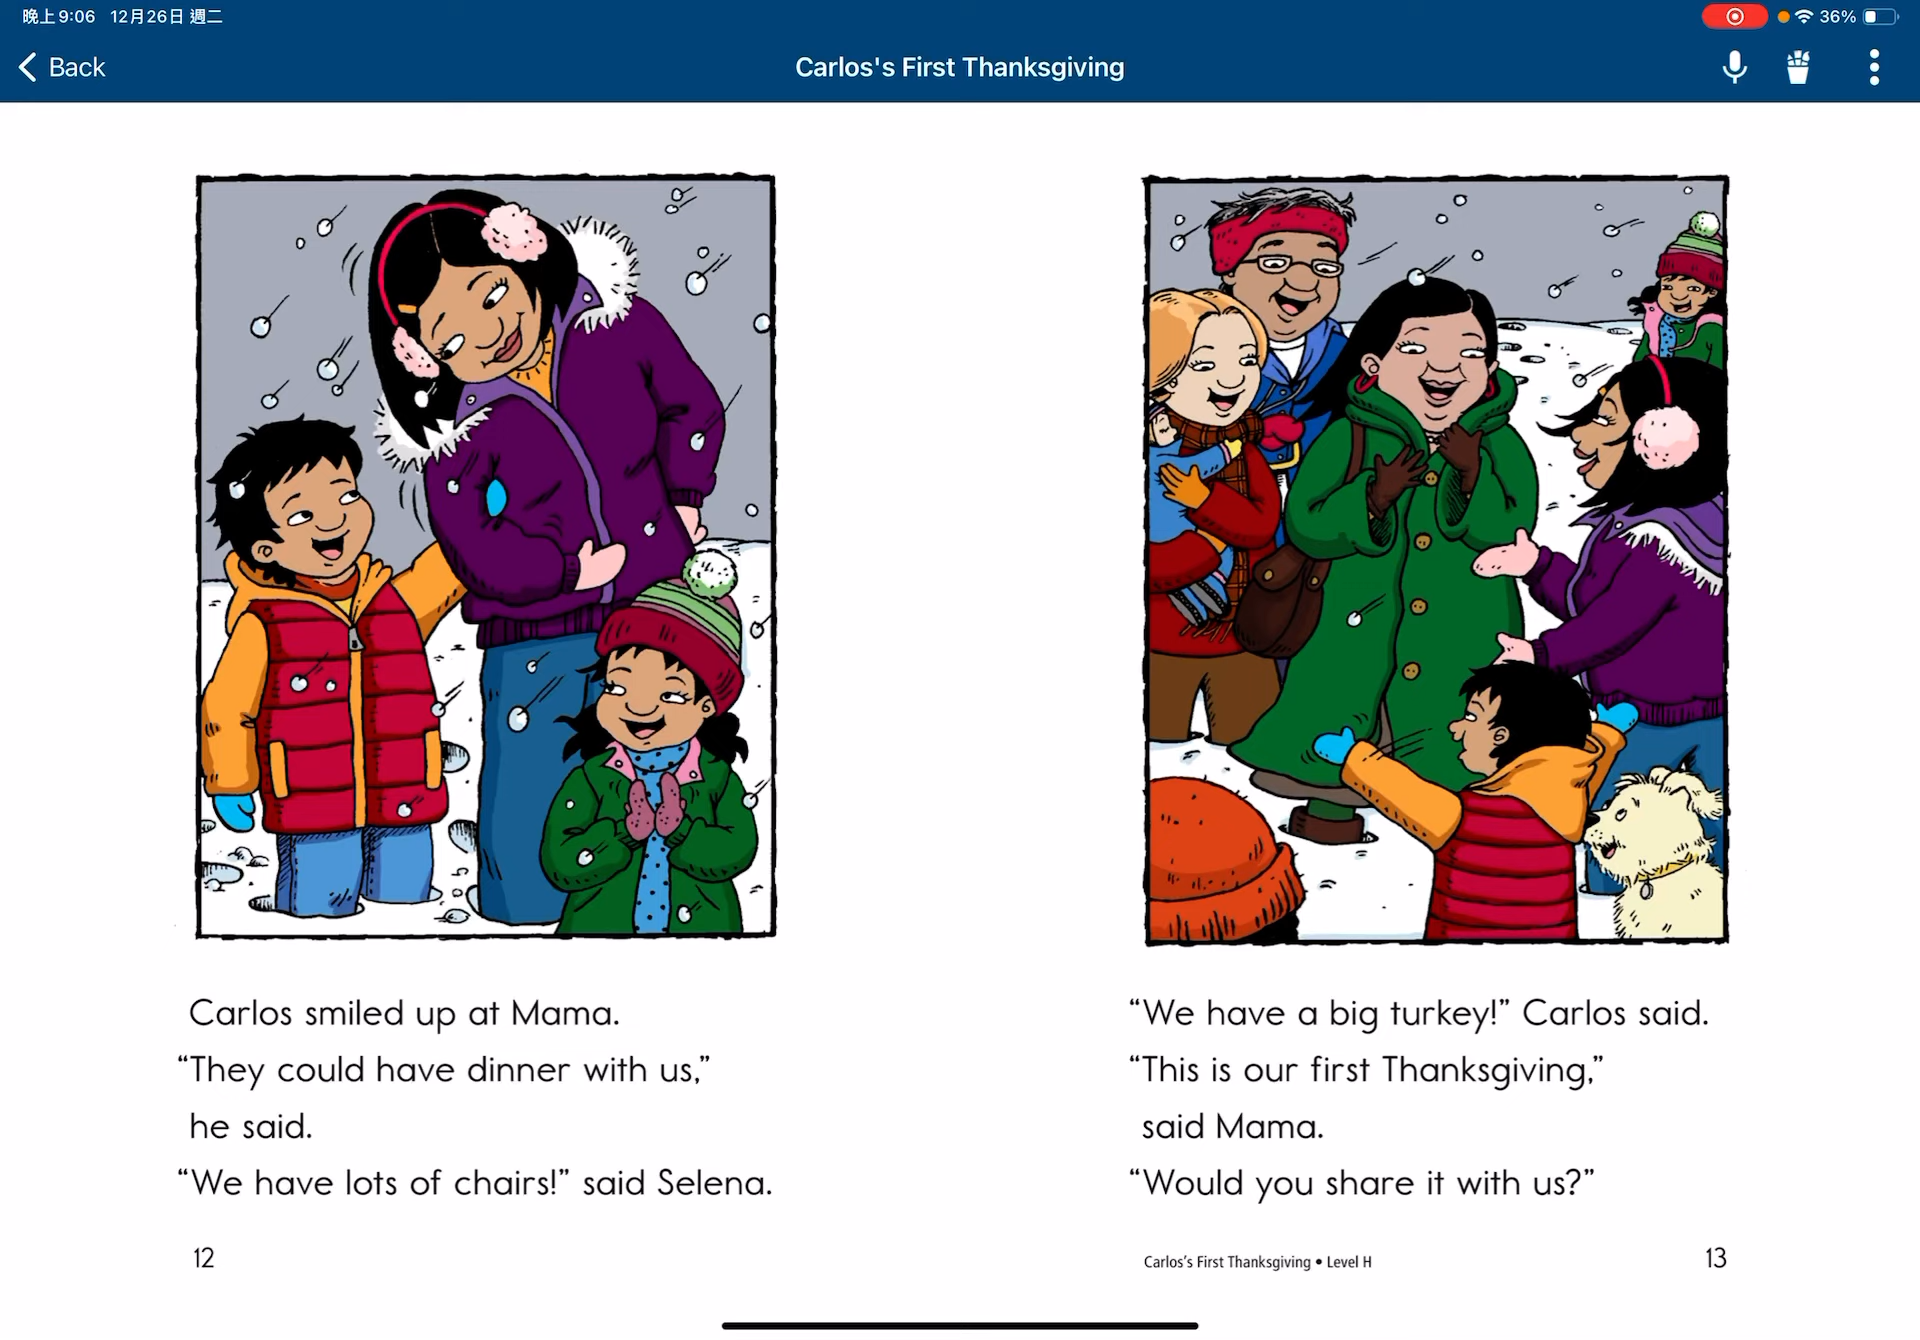 晚上9:06 12月26日 週二
36%
Back
Carlos's First Thanksgiving
Carlos smiled up at Mama.
“They could have dinner with us,”
he said.
“We have lots of chairs!” said Selena.
12
“We have a big turkey!” Carlos said.
“This is our first Thanksgiving,”
said Mama.
“Would you share it with us?”
Carlos’s First Thanksgiving • Level H
13